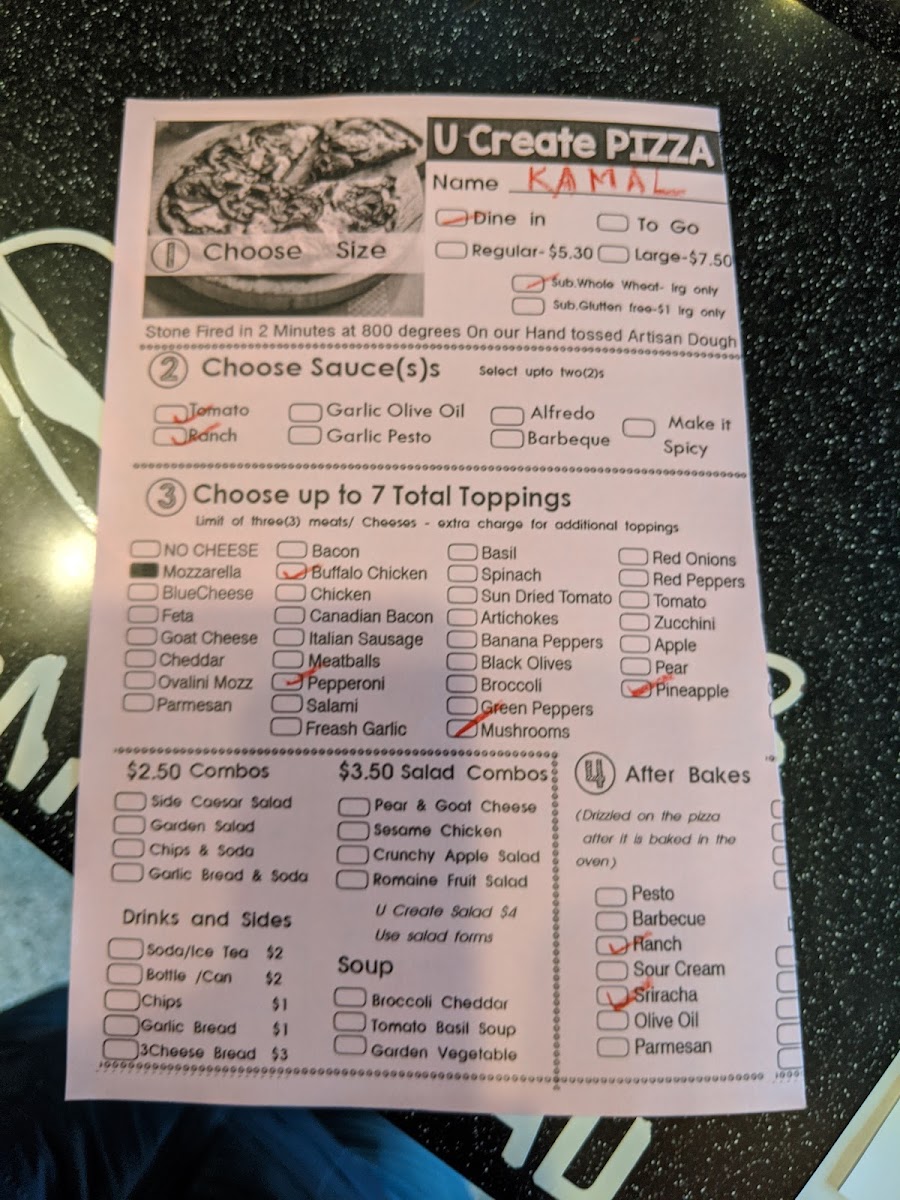 U Create PIZZA
Name KAMAL
Dine in To Go
1 Choose Size
Regular-$5.30 Large-$7.50
Sub.Whole Wheat- lrg only
Sub.Glutten free-$1 lrg only
Stone Fired in 2 Minutes at 800 degrees On our Hand tossed Artisan Dough
2 Choose Sauce(s)s Select upto two(2)s
Tomato Garlic Olive Oil Alfredo Make it
Ranch Garlic Pesto Barbeque Spicy
3 Choose up to 7 Total Toppings
Limit of three(3) meats/ Cheeses - extra charge for additional toppings
NO CHEESE Bacon Basil Red Onions
Mozzarella Buffalo Chicken Spinach Red Peppers
BlueCheese Chicken Sun Dried Tomato Tomato
Feta Canadian Bacon Artichokes Zucchini
Goat Cheese Italian Sausage Banana Peppers Apple
Cheddar Meatballs Black Olives Pear
Ovalini Mozz Pepperoni Broccoli Pineapple
Parmesan Salami Green Peppers
Freash Garlic Mushrooms
$2.50 Combos
Side Caesar Salad
Garden Salad
Chips & Soda
Garlic Bread & Soda
Drinks and Sides
Soda/Ice Tea $2
Bottle /Can $2
Chips $1
Garlic Bread $1
3Cheese Bread $3
$3.50 Salad Combos
Pear & Goat Cheese
Sesame Chicken
Crunchy Apple Salad
Romaine Fruit Salad
U Create Salad $4
Use salad forms
Soup
Broccoli Cheddar
Tomato Basil Soup
Garden Vegetable
4 After Bakes
(Drizzled on the pizza
after it is baked in the
oven)
Pesto
Barbecue
Ranch
Sour Cream
Sriracha
Olive Oil
Parmesan